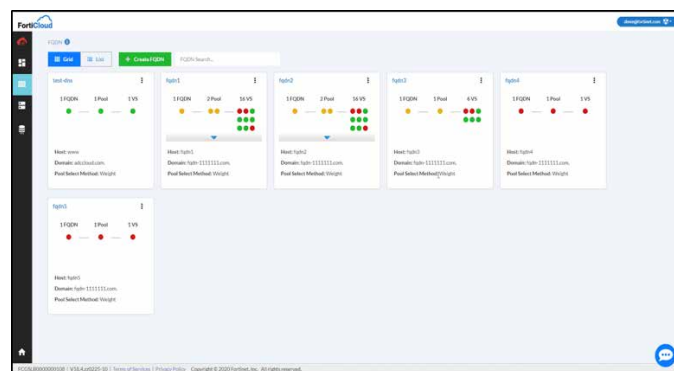 FortiCloud
demo@fortinet.com
FQDN
Grid
List
+ Create FQDN
FQDN Search...
test-dns
1 FQDN 1 Pool 1 VS
Host: www
Domain: adccloud.com.
Pool Select Method: Weight
fqdn1
1 FQDN 2 Pool 16 VS
Host: fqdn1
Domain: fqdn-1111111.com.
Pool Select Method: Weight
fqdn2
1 FQDN 2 Pool 16 VS
Host: fqdn2
Domain: fqdn-1111111.com.
Pool Select Method: Weight
fqdn3
1 FQDN 1 Pool 6 VS
Host: fqdn3
Domain: fqdn-1111111.com.
Pool Select Method: Weight
fqdn4
1 FQDN 1 Pool 1 VS
Host: fqdn4
Domain: fqdn-1111111.com.
Pool Select Method: Weight
fqdn5
1 FQDN 1 Pool 1 VS
Host: fqdn5
Domain: fqdn-1111111.com.
Pool Select Method: Weight
Terms of Services | Privacy Policy Copyright © 2020 Fortinet, Inc. All rights reserved.